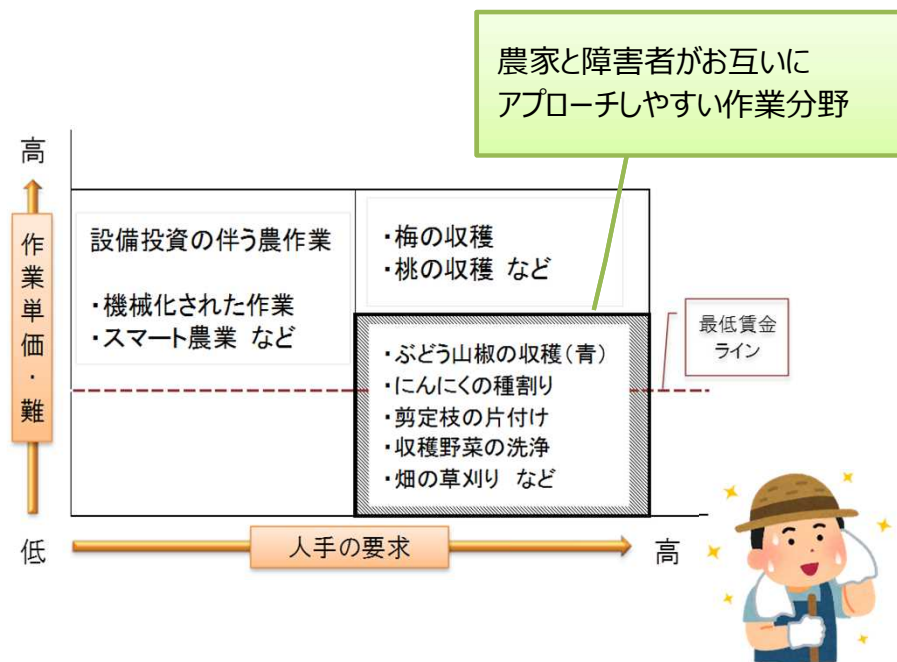 農家と障害者がお互いに
アプローチしやすい作業分野
高
作業単価・難
低
設備投資の伴う農作業
・機械化された作業
・スマート農業 など
・梅の収穫
・桃の収穫 など
・ぶどう山椒の収穫(青)
・にんにくの種割り
・剪定枝の片付け
・収穫野菜の洗浄
・畑の草刈り など
最低賃金
ライン
人手の要求
高